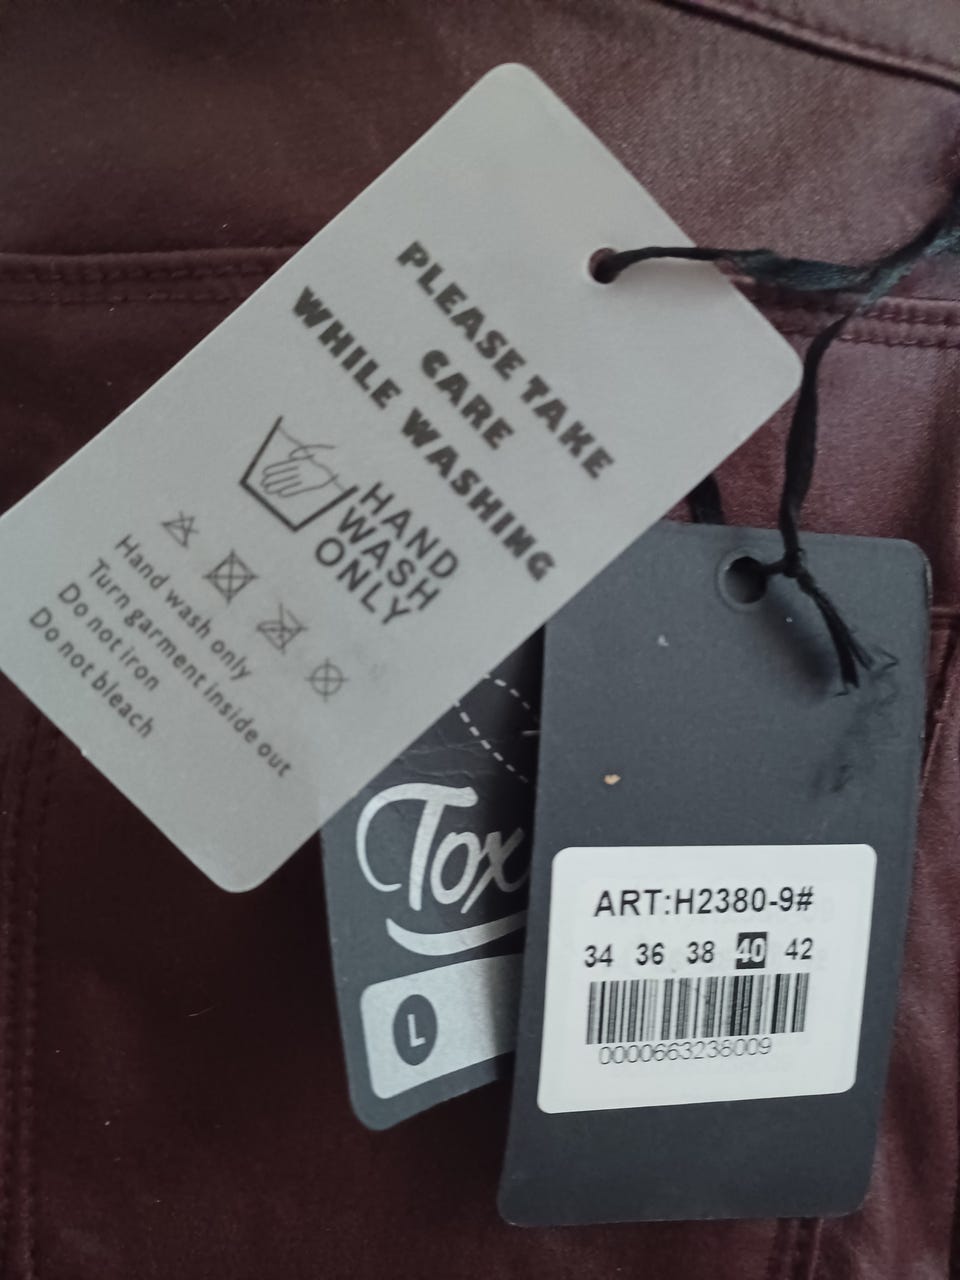 PLEASE TAKE
CARE
WHILE WASHING
HAND
WASH
ONLY
Hand wash only
Turn garment inside out
Do not iron
Do not bleach
Tox
L
ART:H2380-9#
34 36 38 40 42
0000663238009